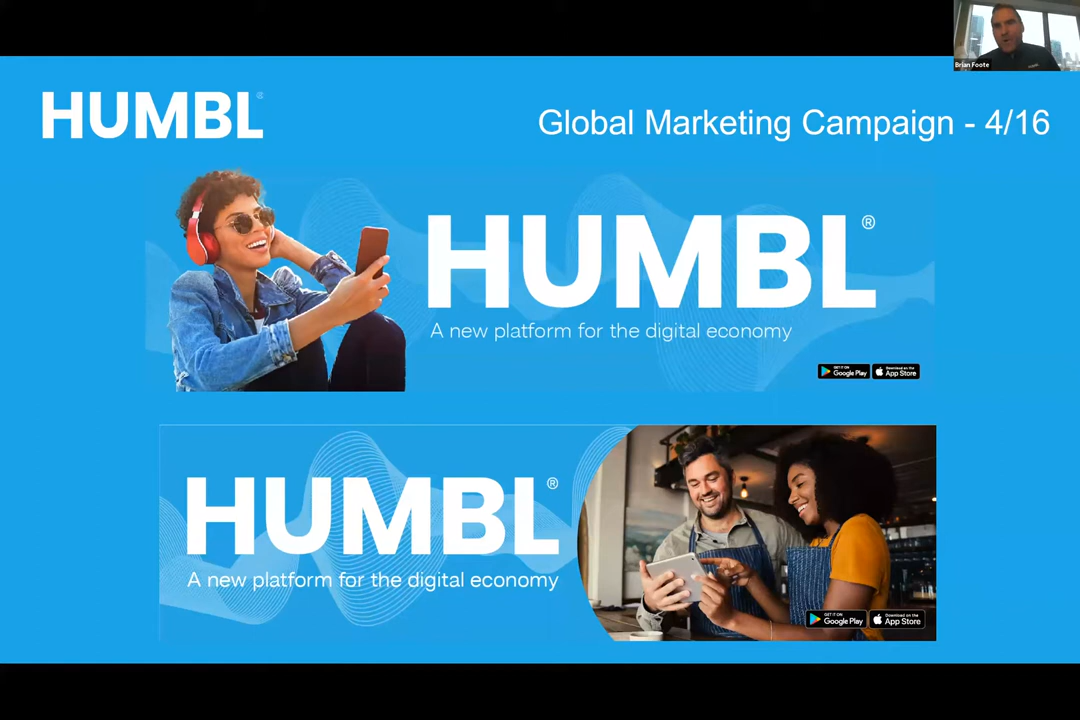 Brian Foote
HUMBL
Global Marketing Campaign - 4/16
HUMBL®
A new platform for the digital economy
GET IT ON
Google Play
Download on the
App Store
HUMBL®
A new platform for the digital economy
GET IT ON
Google Play
Download on the
App Store